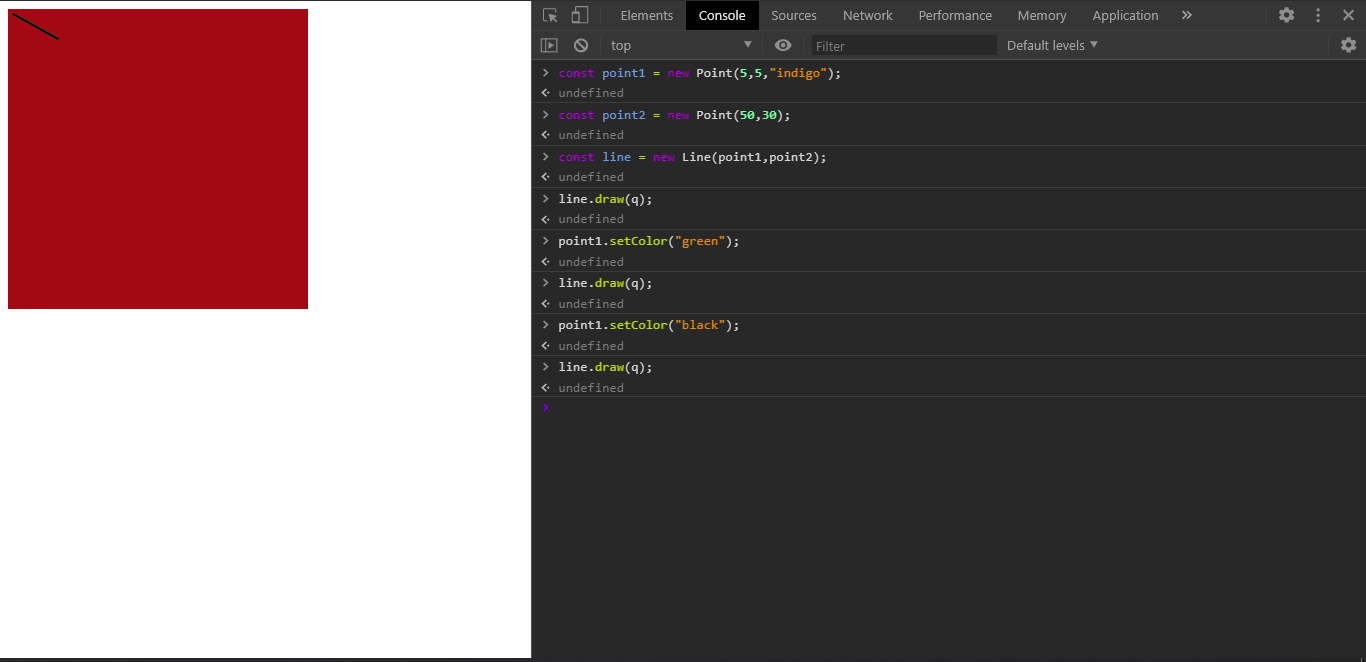 Elements Console Sources Network Performance Memory Application »
top Filter Default levels
const point1 = new Point(5,5,"indigo");
undefined
const point2 = new Point(50,30);
undefined
const line = new Line(point1,point2);
undefined
line.draw(q);
undefined
point1.setColor("green");
undefined
line.draw(q);
undefined
point1.setColor("black");
undefined
line.draw(q);
undefined